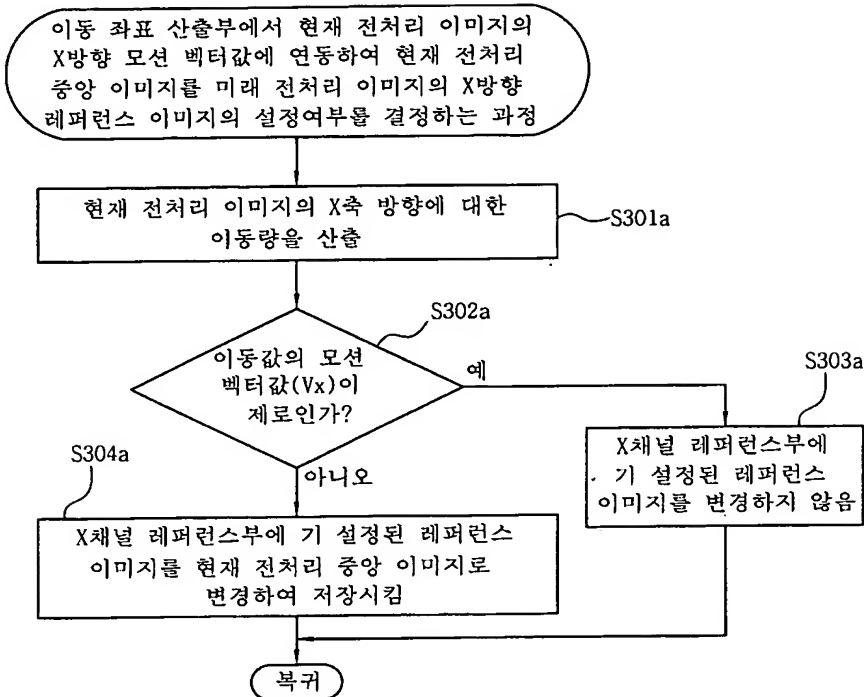 이동 좌표 산출부에서 현재 전처리 이미지의
X방향 모션 벡터값에 연동하여 현재 전처리
중앙 이미지를 미래 전처리 이미지의 X방향
레퍼런스 이미지의 설정여부를 결정하는 과정
현재 전처리 이미지의 X축 방향에 대한
이동량을 산출
S301a
S302a
이동값의 모션
벡터값(Vx)이
제로인가?
예
S303a
X채널 레퍼런스부에
기 설정된 레퍼런스
이미지를 변경하지 않음
아니오
S304a
X채널 레퍼런스부에 기 설정된 레퍼런스
이미지를 현재 전처리 중앙 이미지로
변경하여 저장시킴
복귀